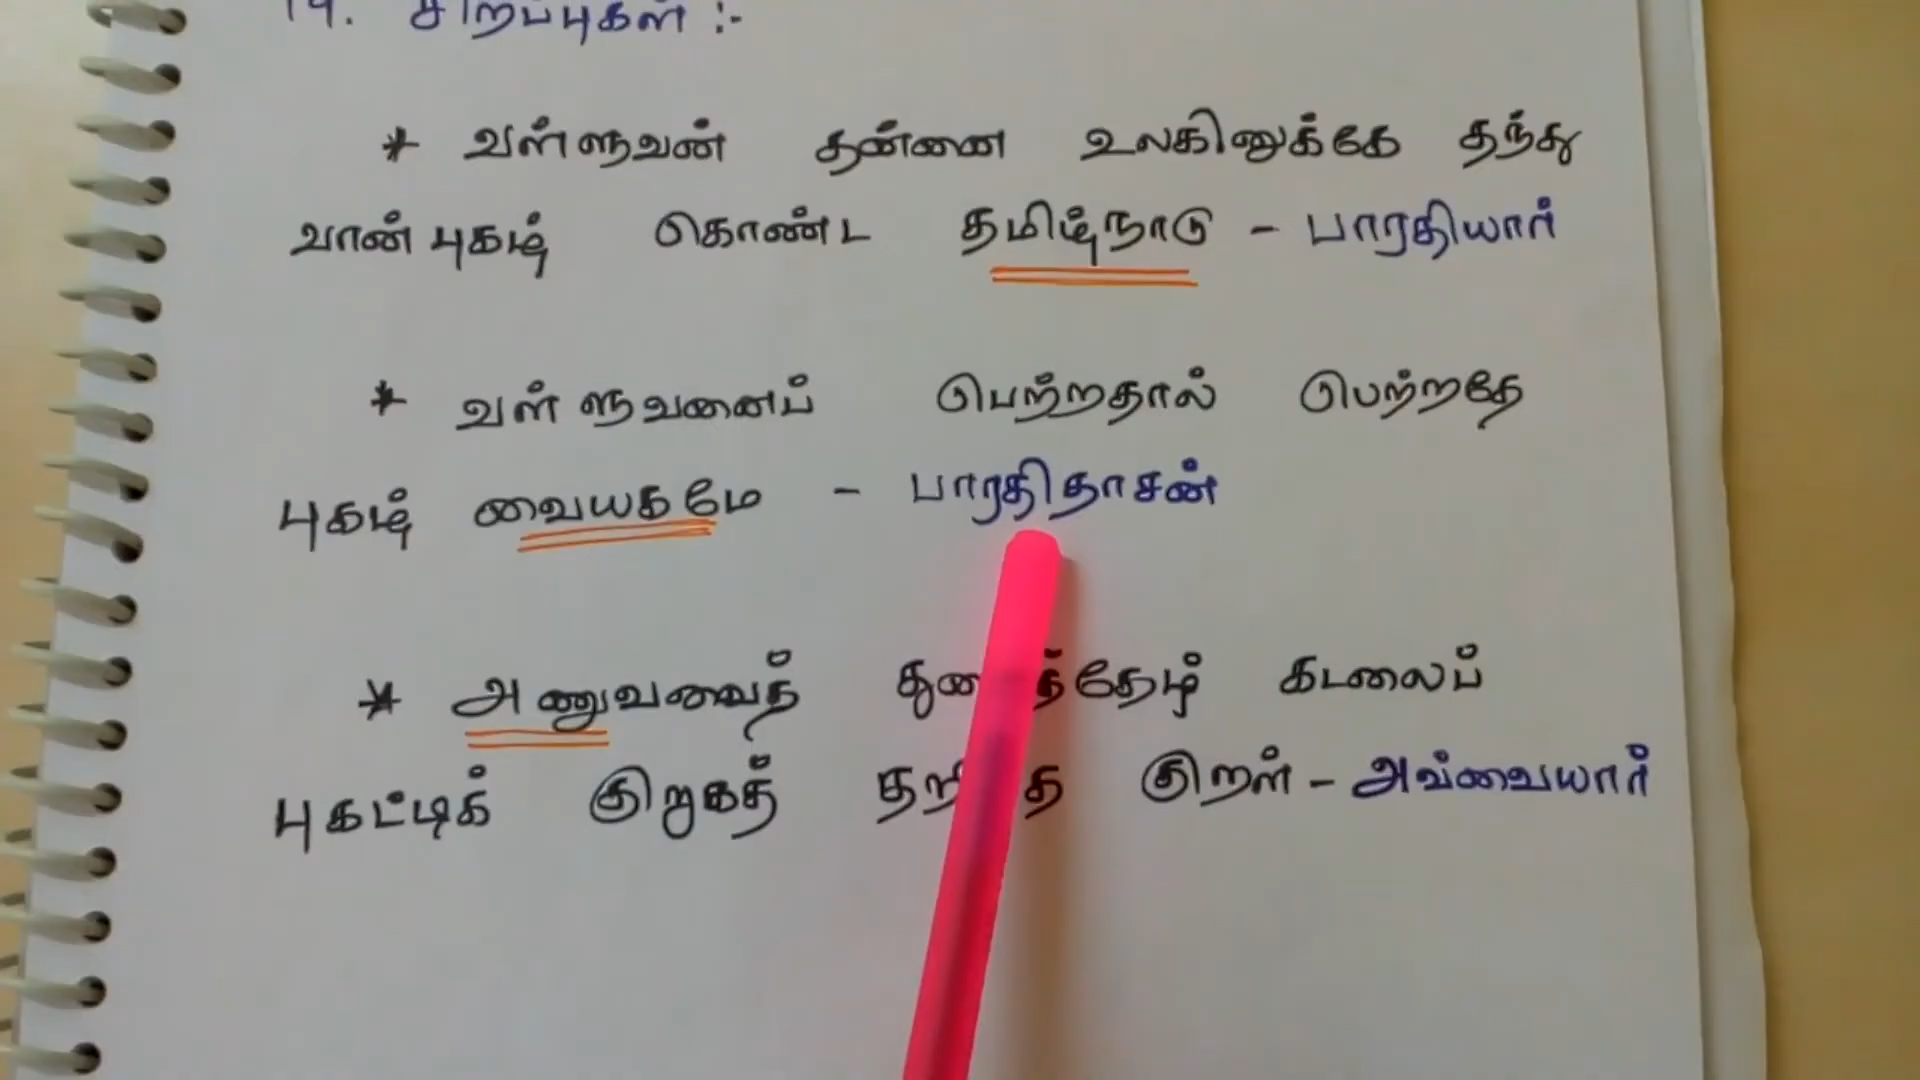 சிறப்புகள் :-
* வள்ளுவன் தன்னை உலகினுக்கே தந்து
வான்புகழ் கொண்ட தமிழ்நாடு - பாரதியார்
* வள்ளுவனைப் பெற்றதால் பெற்றதே
புகழ் வையகமே - பாரதிதாசன்
* அணுவவைத் கடலைப்
புகட்டிக் குறுகத் குறள் - அவ்வையார்